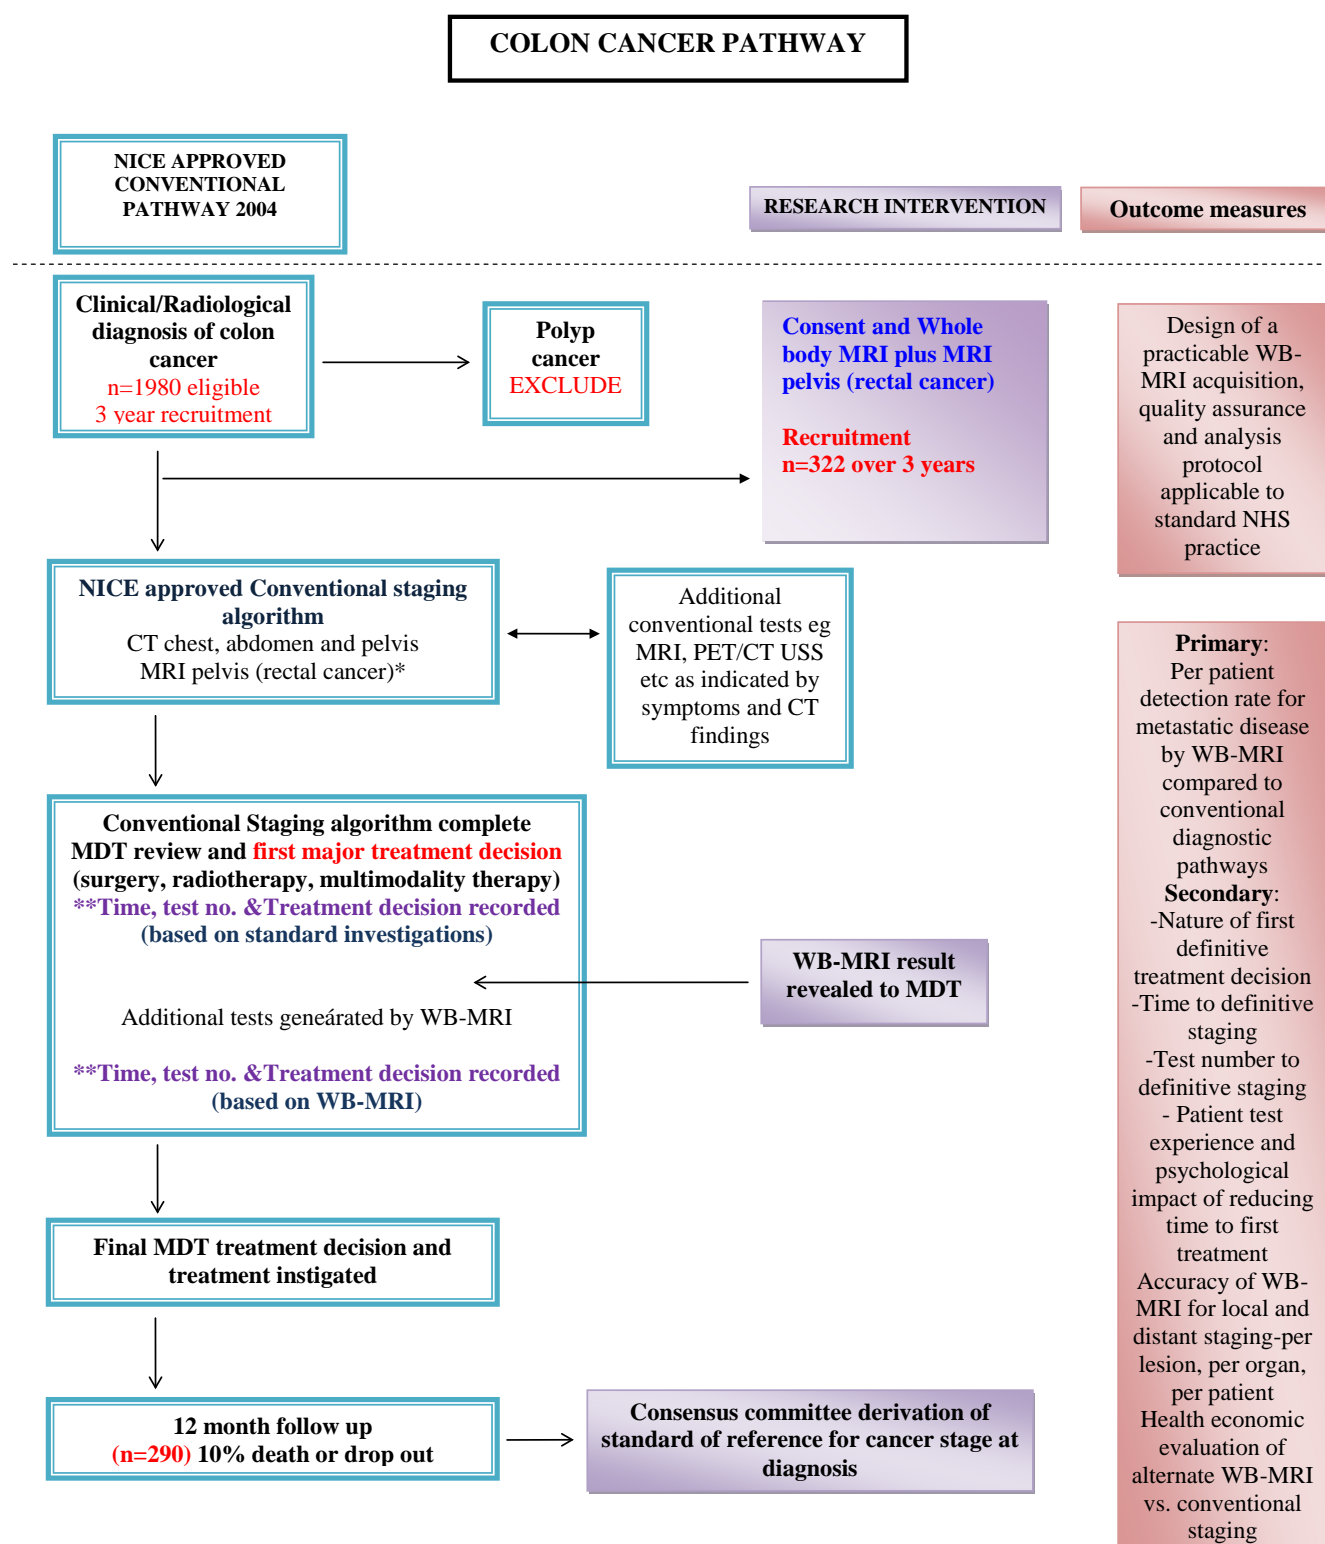 COLON CANCER PATHWAY
NICE APPROVED
CONVENTIONAL
PATHWAY 2004
RESEARCH INTERVENTION
Outcome measures
Clinical/Radiological
diagnosis of colon
cancer
n=1980 eligible
3 year recruitment
Polyp
cancer
EXCLUDE
Consent and Whole
body MRI plus MRI
pelvis (rectal cancer)
Recruitment
n=322 over 3 years
Design of a
practicable WB-
MRI acquisition,
quality assurance
and analysis
protocol
applicable to
standard NHS
practice
NICE approved Conventional staging
algorithm
CT chest, abdomen and pelvis
MRI pelvis (rectal cancer)*
Additional
conventional tests eg
MRI, PET/CT USS
etc as indicated by
symptoms and CT
findings
Conventional Staging algorithm complete
MDT review and first major treatment decision
(surgery, radiotherapy, multimodality therapy)
**Time, test no. &Treatment decision recorded
(based on standard investigations)
Additional tests geneárated by WB-MRI
**Time, test no. &Treatment decision recorded
(based on WB-MRI)
WB-MRI result
revealed to MDT
Final MDT treatment decision and
treatment instigated
12 month follow up
(n=290) 10% death or drop out
Consensus committee derivation of
standard of reference for cancer stage at
diagnosis
Primary:
Per patient
detection rate for
metastatic disease
by WB-MRI
compared to
conventional
diagnostic
pathways
Secondary:
-Nature of first
definitive
treatment decision
-Time to definitive
staging
-Test number to
definitive staging
- Patient test
experience and
psychological
impact of reducing
time to first
treatment
Accuracy of WB-
MRI for local and
distant staging-per
lesion, per organ,
per patient
Health economic
evaluation of
alternate WB-MRI
vs. conventional
staging